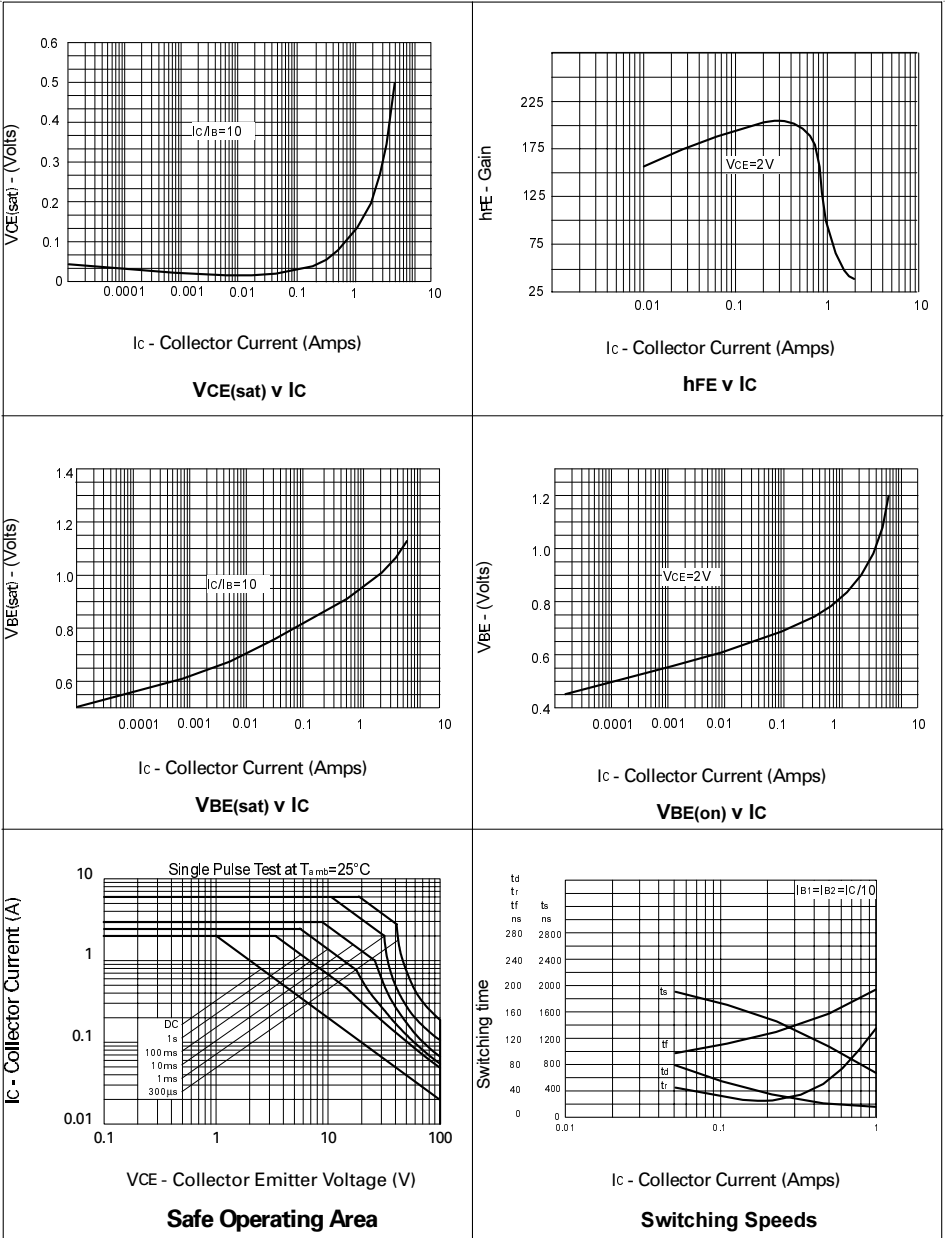 0.6
0.5
0.4
0.3
0.2
0.1
0
VCE(sat) - (Volts)
IC/IB=10
0.0001 0.001 0.01 0.1 1 10
IC - Collector Current (Amps)
VCE(sat) v IC
225
175
125
75
25
hFE - Gain
VCE=2V
0.01 0.1 1 10
IC - Collector Current (Amps)
hFE v IC
1.4
1.2
1.0
0.8
0.6
VBE(sat) - (Volts)
IC/IB=10
0.0001 0.001 0.01 0.1 1 10
IC - Collector Current (Amps)
VBE(sat) v IC
1.2
1.0
0.8
0.6
0.4
VBE - (Volts)
VCE=2V
0.0001 0.001 0.01 0.1 1 10
IC - Collector Current (Amps)
VBE(on) v IC
Single Pulse Test at Tamb=25°C
10
1
0.1
0.01
IC - Collector Current (A)
DC
1s
100ms
10ms
1ms
300µs
0.1 1 10 100
VCE - Collector Emitter Voltage (V)
Safe Operating Area
td
tr
tf ts
ns ns
280 2800
240 2400
200 2000
160 1600
120 1200
80 800
40 400
0 0
Switching time
IB1=IB2=IC/10
ts
tf
td
tr
0.01 0.1 1
IC - Collector Current (Amps)
Switching Speeds